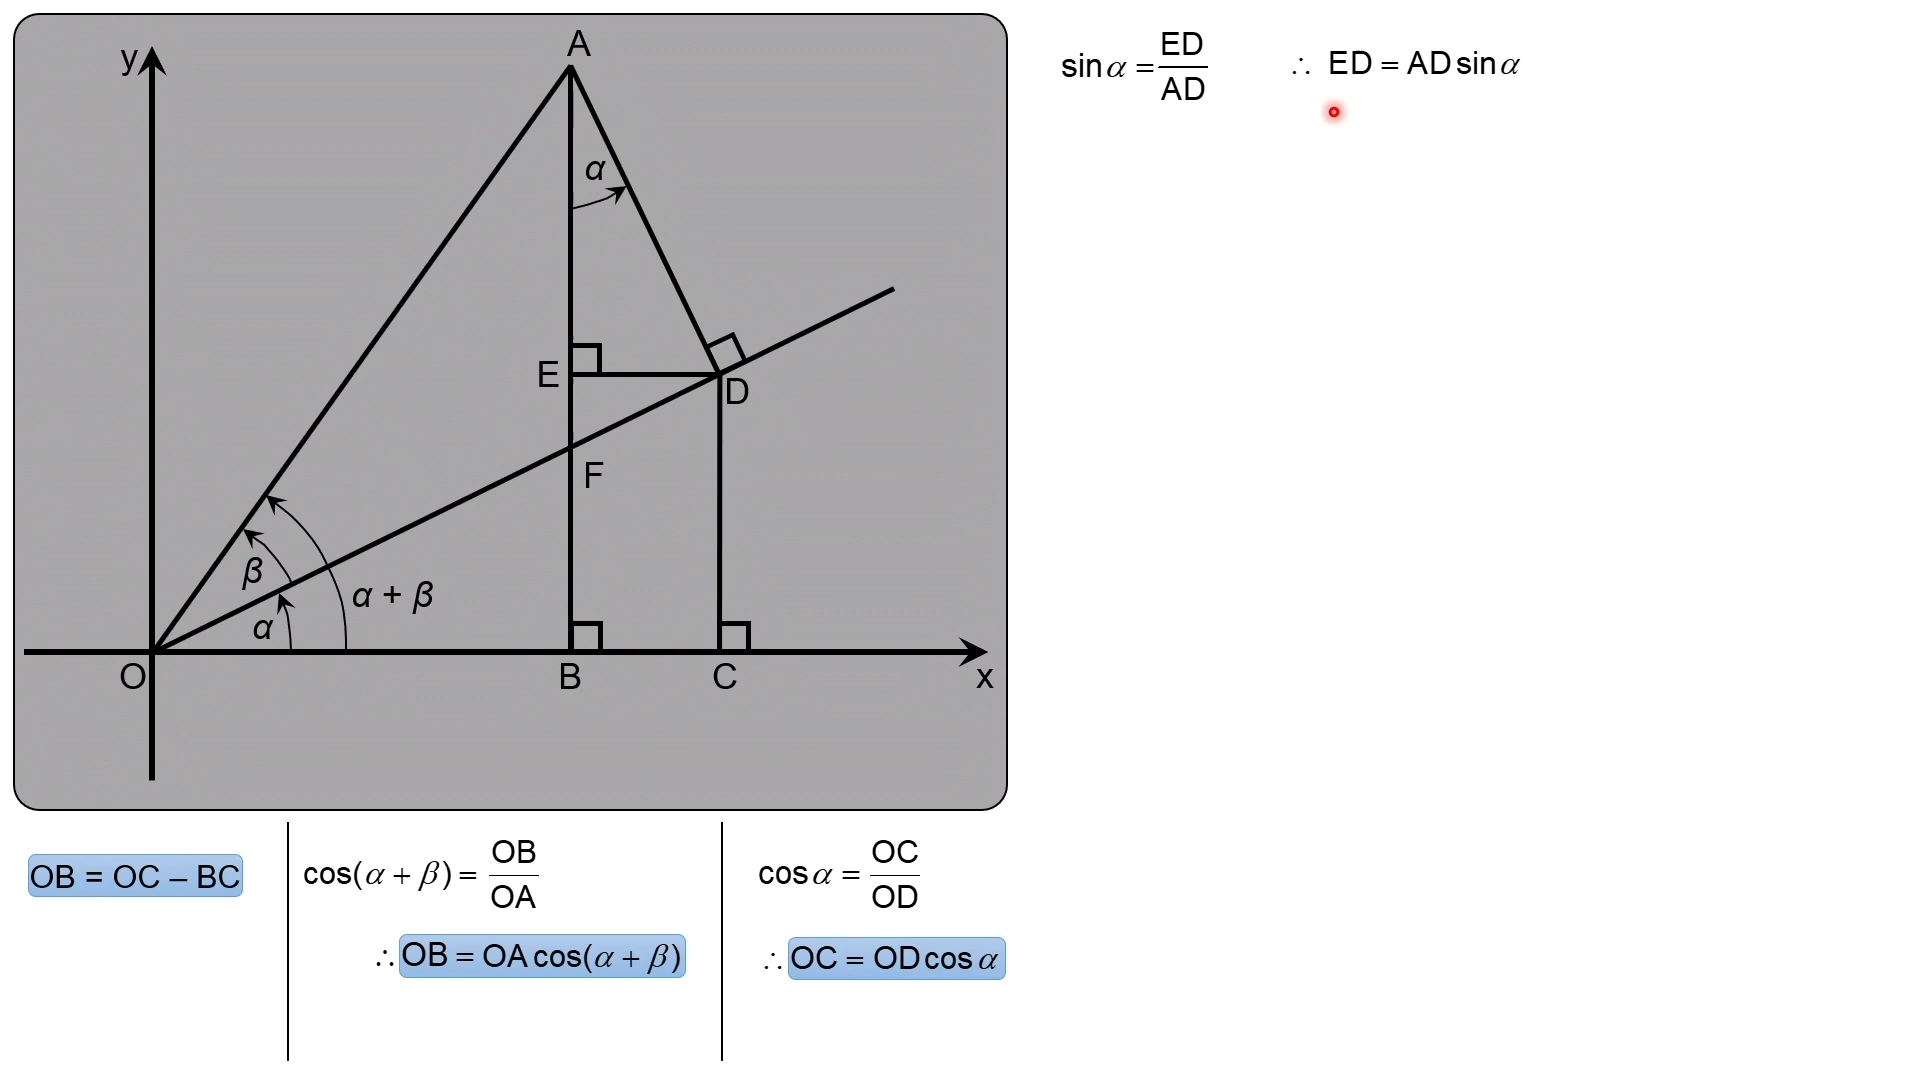 y
A
α
E
D
F
β
α + β
α
O
B
C
x
sin α = ED/AD ∴ ED = AD sin α
OB = OC – BC
cos(α + β) = OB/OA
∴ OB = OA cos(α + β)
cos α = OC/OD
∴ OC = OD cos α